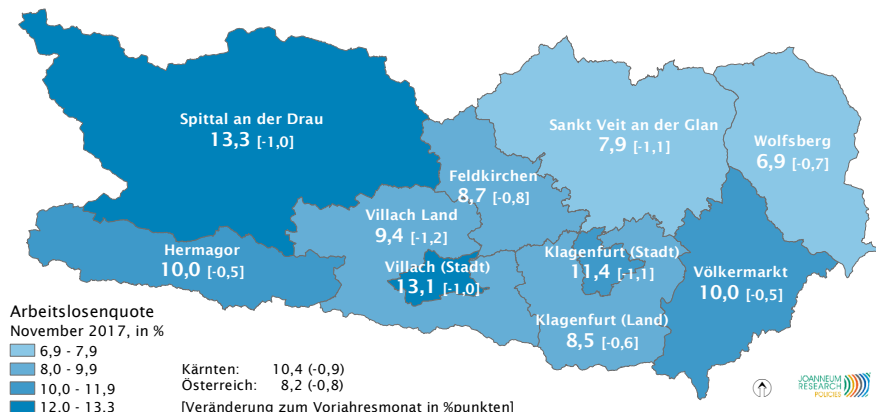 Spittal an der Drau
13,3 [-1,0]
Sankt Veit an der Glan
7,9 [-1,1]
Wolfsberg
6,9 [-0,7]
Feldkirchen
8,7 [-0,8]
Villach Land
9,4 [-1,2]
Hermagor
10,0 [-0,5]
Villach (Stadt)
13,1 [-1,0]
Klagenfurt (Stadt)
11,4 [-1,1]
Völkermarkt
10,0 [-0,5]
Klagenfurt (Land)
8,5 [-0,6]
Arbeitslosenquote
November 2017, in %
6,9 - 7,9
8,0 - 9,9
10,0 - 11,9
12,0 - 13,3
Kärnten: 10,4 (-0,9)
Österreich: 8,2 (-0,8)
[Veränderung zum Vorjahresmonat in %punkten]
JOANNEUM
RESEARCH
POLICIES